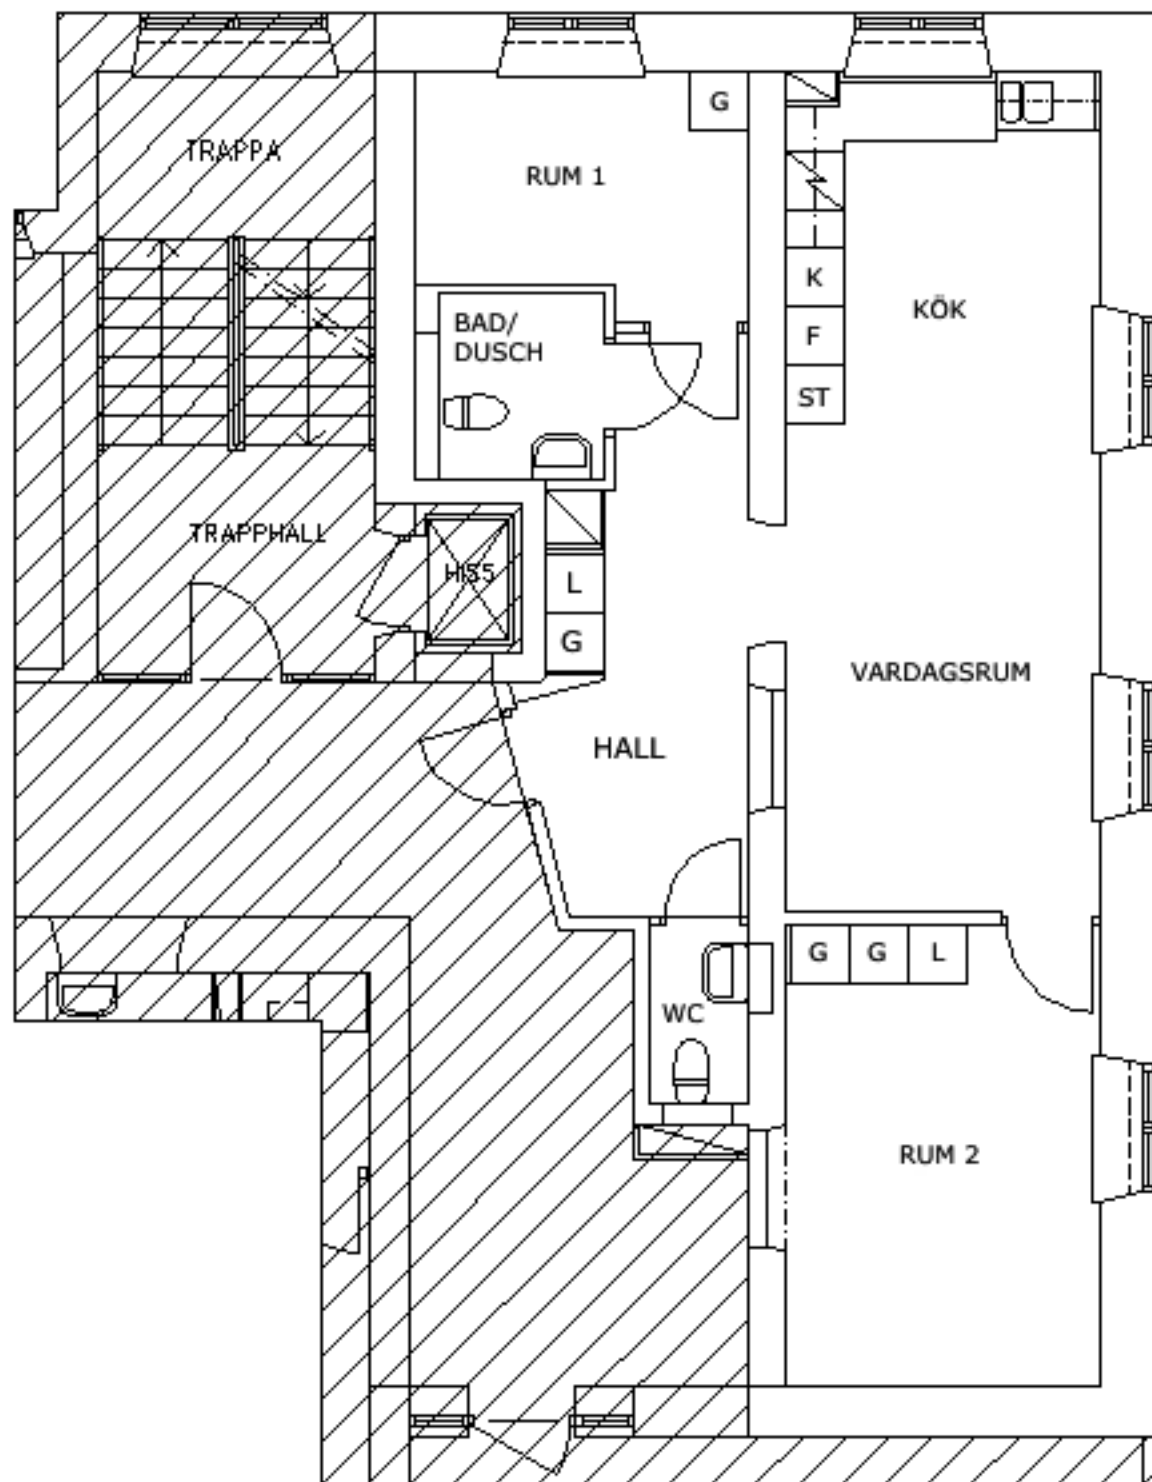 G
TRAPPA
RUM 1
K
KÖK
BAD/
DUSCH
F
ST
TRAPPHALL
HISS
L
G
VARDAGSRUM
HALL
G G L
WC
RUM 2